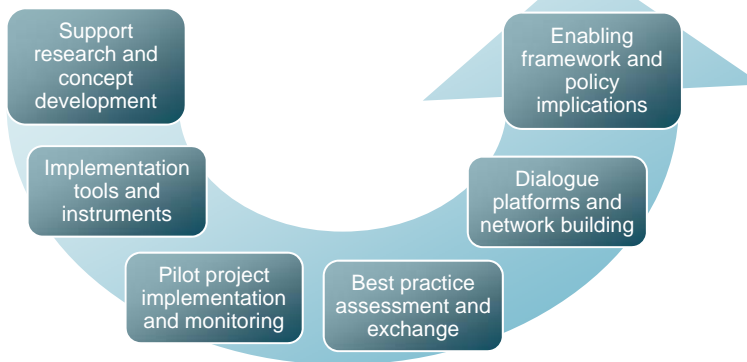 Support
research and
concept
development
Implementation
tools and
instruments
Pilot project
implementation
and monitoring
Best practice
assessment and
exchange
Dialogue
platforms and
network building
Enabling
framework and
policy
implications